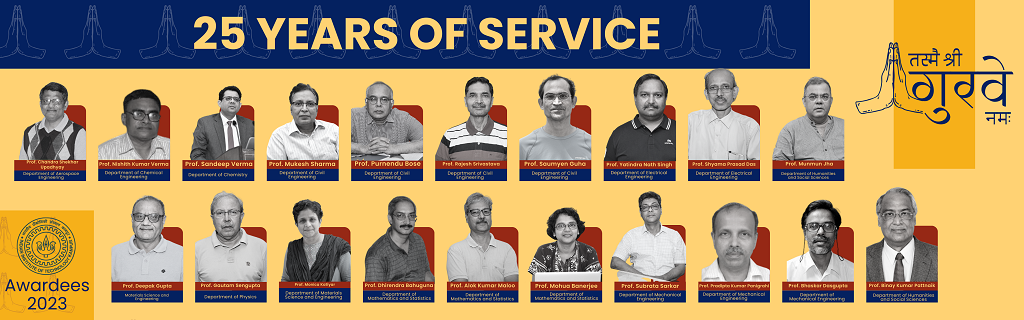 25 YEARS OF SERVICE
तस्मै श्री
गुरवे
नमः
Prof. Chandra Shekhar
Upadhyay
Department of Aerospace
Engineering
Prof. Nishith Kumar Verma
Department of Chemical
Engineering
Prof. Sandeep Verma
Department of Chemistry
Prof. Mukesh Sharma
Department of Civil
Engineering
Prof. Purnendu Bose
Department of Civil
Engineering
Prof. Rajesh Srivastava
Department of Civil
Engineering
Prof. Saumyen Guha
Department of Civil
Engineering
Prof. Yatindra Nath Singh
Department of Electrical
Engineering
Prof. Shyama Prasad Das
Department of Electrical
Engineering
Prof. Munmun Jha
Department of Humanities
and Social Sciences
Awardees
2023
Prof. Deepak Gupta
Materials Science and
Engineering
Prof. Gautam Sengupta
Department of Physics
Prof. Monica Katiyar
Department of Materials
Science and Engineering
Prof. Dhirendra Bahuguna
Department of
Mathematics and Statistics
Prof. Alok Kumar Maloo
Department of
Mathematics and Statistics
Prof. Mohua Banerjee
Department of
Mathematics and Statistics
Prof. Subrata Sarkar
Department of Mechanical
Engineering
Prof. Pradipta Kumar Panigrahi
Department of Mechanical
Engineering
Prof. Bhaskar Dasgupta
Department of
Mechanical Engineering
Prof. Binay Kumar Pattnaik
Department of Humanities
and Social Sciences